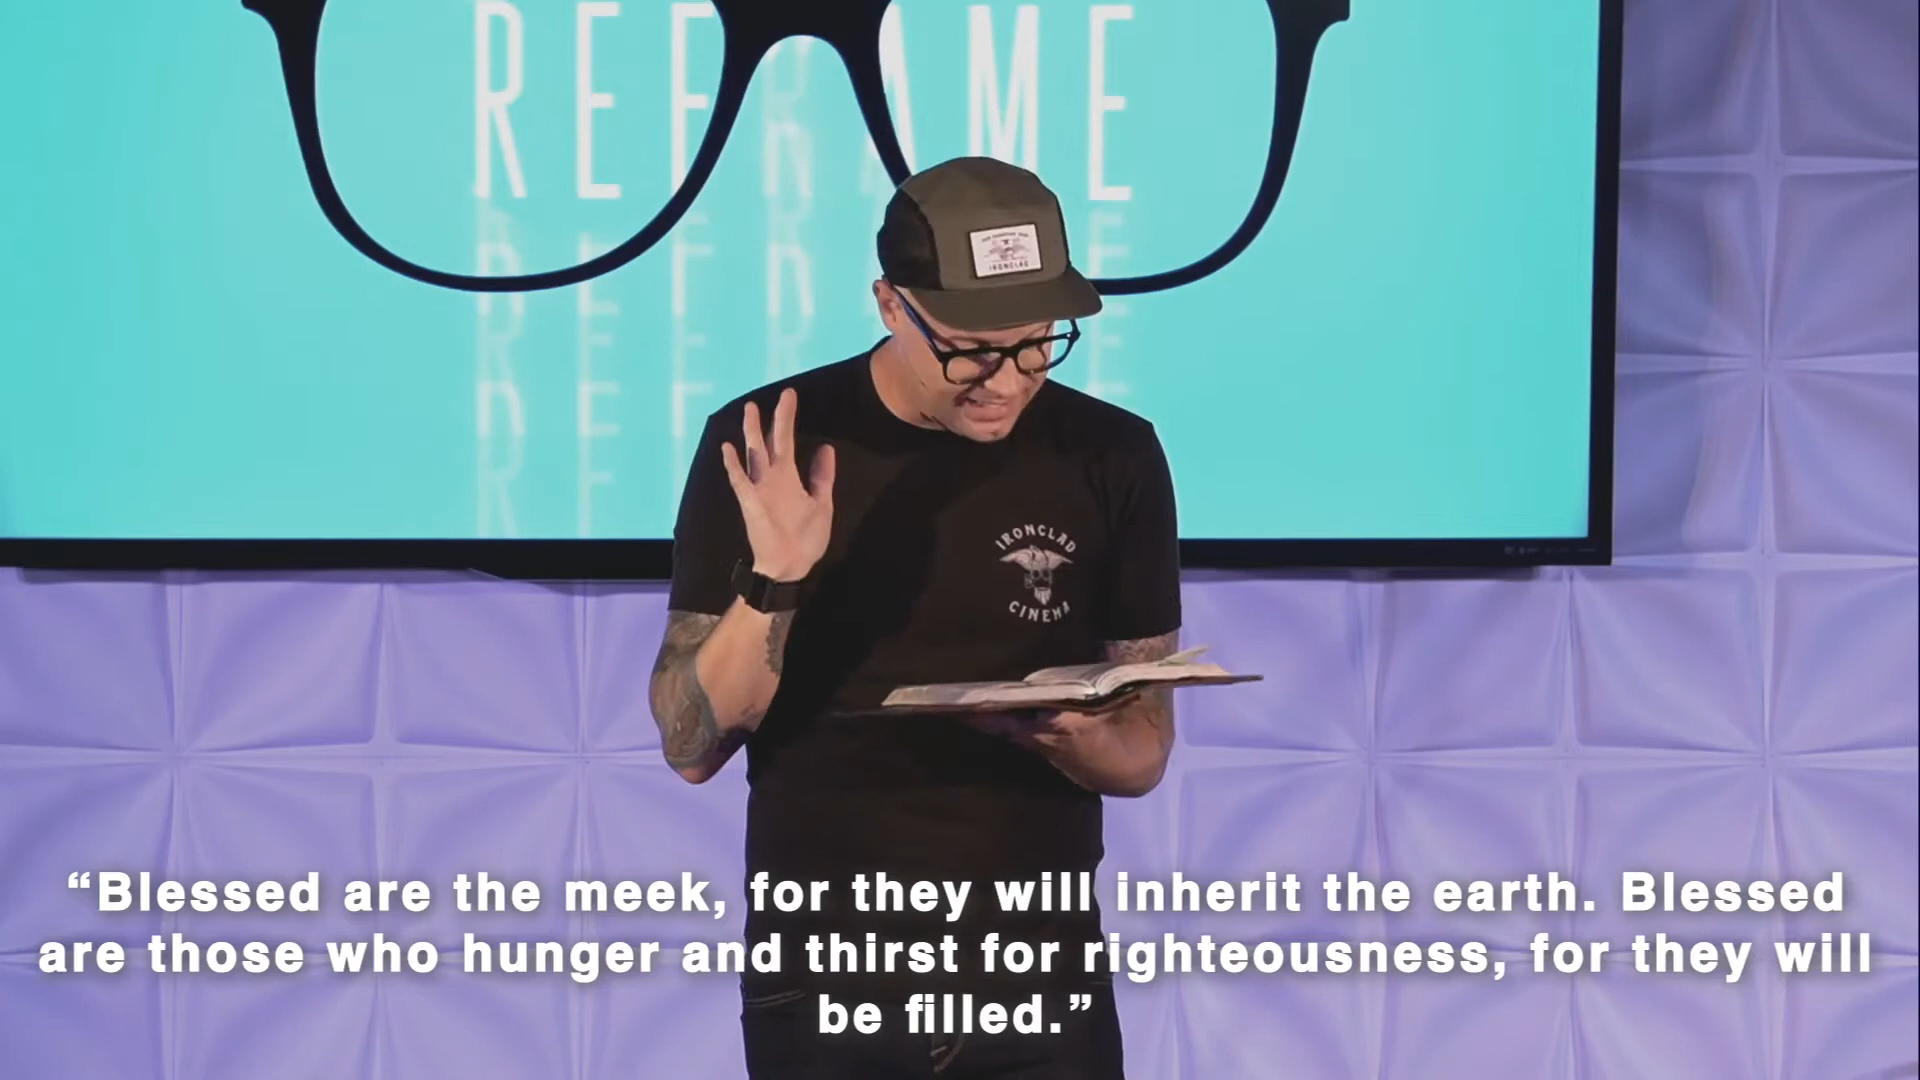 REFRAME
IRONCLAD
IRONCLAD
CINEMA
“Blessed are the meek, for they will inherit the earth. Blessed
are those who hunger and thirst for righteousness, for they will
be filled.”